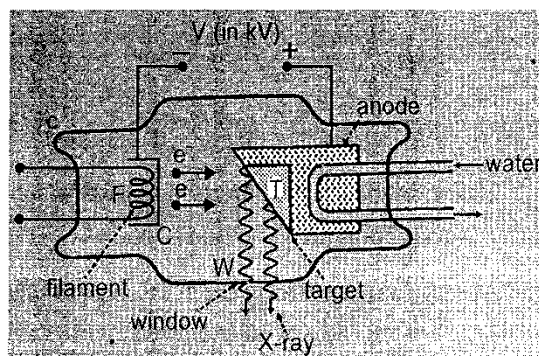 V (in kV)
− +
anode
c
e
e
F
T
water
C
W
filament
target
window
X-ray